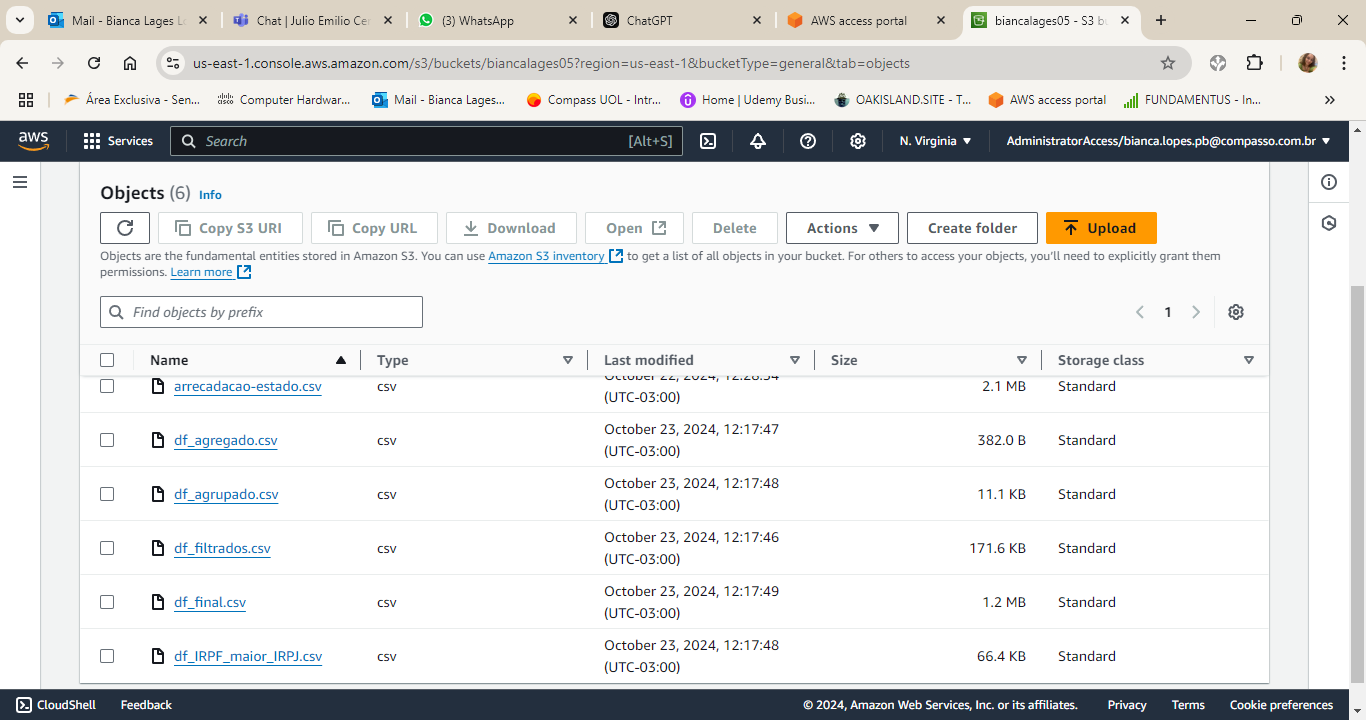 Mail - Bianca Lages Lo
Chat | Julio Emilio Cer
(3) WhatsApp
ChatGPT
AWS access portal
biancalages05 - S3 bu
us-east-1.console.aws.amazon.com/s3/buckets/biancalages05?region=us-east-1&bucketType=general&tab=objects
Área Exclusiva - Sen...
Computer Hardwar...
Mail - Bianca Lages...
Compass UOL - Intr...
Home | Udemy Busi...
OAKISLAND.SITE - T...
AWS access portal
FUNDAMENTUS - In...
aws
Services
Search
[Alt+S]
N. Virginia
AdministratorAccess/bianca.lopes.pb@compasso.com.br
Objects (6) Info
Copy S3 URI
Copy URL
Download
Open
Delete
Actions
Create folder
Upload
Objects are the fundamental entities stored in Amazon S3. You can use Amazon S3 inventory to get a list of all objects in your bucket. For others to access your objects, you'll need to explicitly grant them
permissions. Learn more
Find objects by prefix
1
Name Type Last modified Size Storage class
arrecadacao-estado.csv csv October 22, 2024, 12:28:54 2.1 MB Standard
(UTC-03:00)
df_agregado.csv csv October 23, 2024, 12:17:47 382.0 B Standard
(UTC-03:00)
df_agrupado.csv csv October 23, 2024, 12:17:48 11.1 KB Standard
(UTC-03:00)
df_filtrados.csv csv October 23, 2024, 12:17:46 171.6 KB Standard
(UTC-03:00)
df_final.csv csv October 23, 2024, 12:17:49 1.2 MB Standard
(UTC-03:00)
df_IRPF_maior_IRPJ.csv csv October 23, 2024, 12:17:48 66.4 KB Standard
(UTC-03:00)
CloudShell
Feedback
© 2024, Amazon Web Services, Inc. or its affiliates.
Privacy
Terms
Cookie preferences